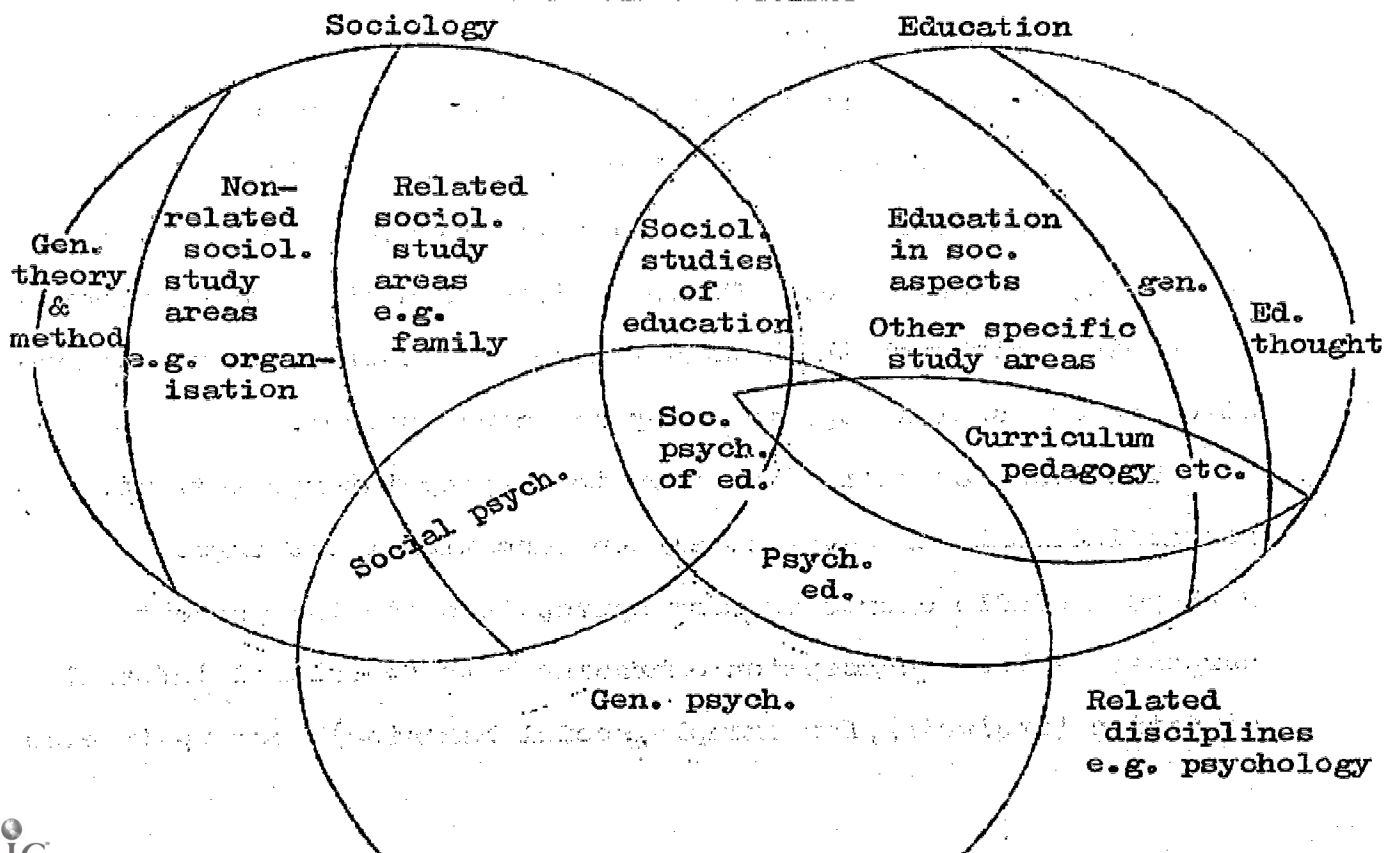 Sociology
Education
Gen.
theory
&
method
Non-
related
sociol.
study
areas
e.g. organ-
isation
Related
sociol.
study
areas
e.g.
family
Sociol.
studies
of
education
Education
in soc.
aspects
Other specific
study areas
gen.
Ed.
thought
Soc.
psych.
of ed.
Curriculum
pedagogy etc.
Social psych.
Psych.
ed.
Gen. psych.
Related
disciplines
e.g. psychology